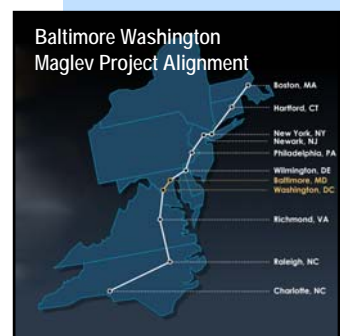 Baltimore Washington
Maglev Project Alignment
Boston, MA
Hartford, CT
New York, NY
Newark, NJ
Philadelphia, PA
Wilmington, DE
Baltimore, MD
Washington, DC
Richmond, VA
Raleigh, NC
Charlotte, NC